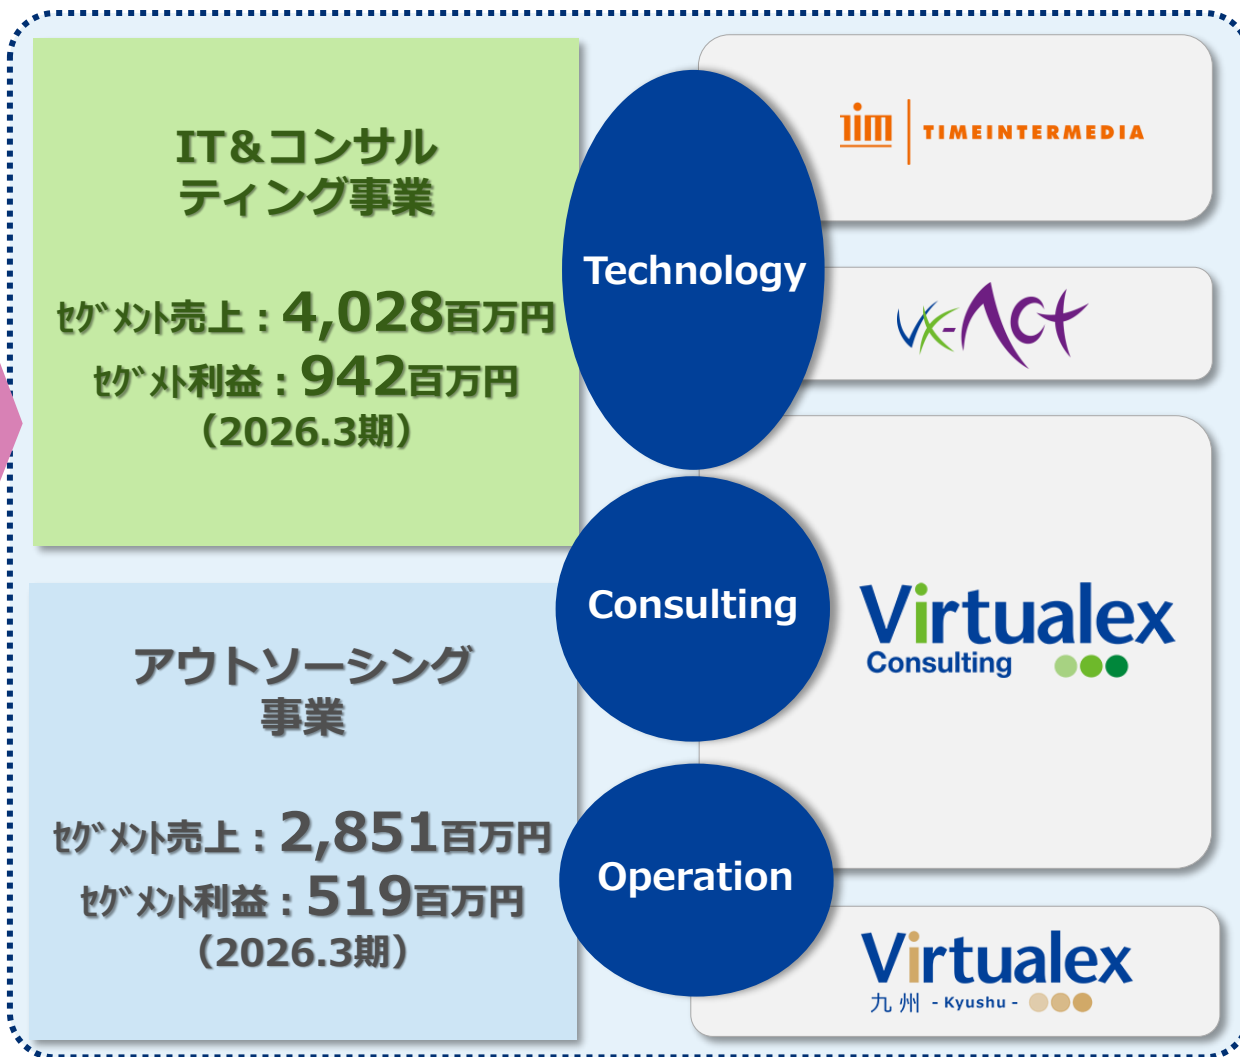 IT&コンサル
ティング事業
ｾｸﾞﾒﾝﾄ売上：4,028百万円
ｾｸﾞﾒﾄ利益：942百万円
（2026.3期）
アウトソーシング
事業
ｾｸﾞﾒﾝﾄ売上：2,851百万円
ｾｸﾞﾒﾝﾄ利益：519百万円
（2026.3期）
Technology
Consulting
Operation
tim TIMEINTERMEDIA
vx-Act
Virtualex
Consulting
Virtualex
九州 - Kyushu -